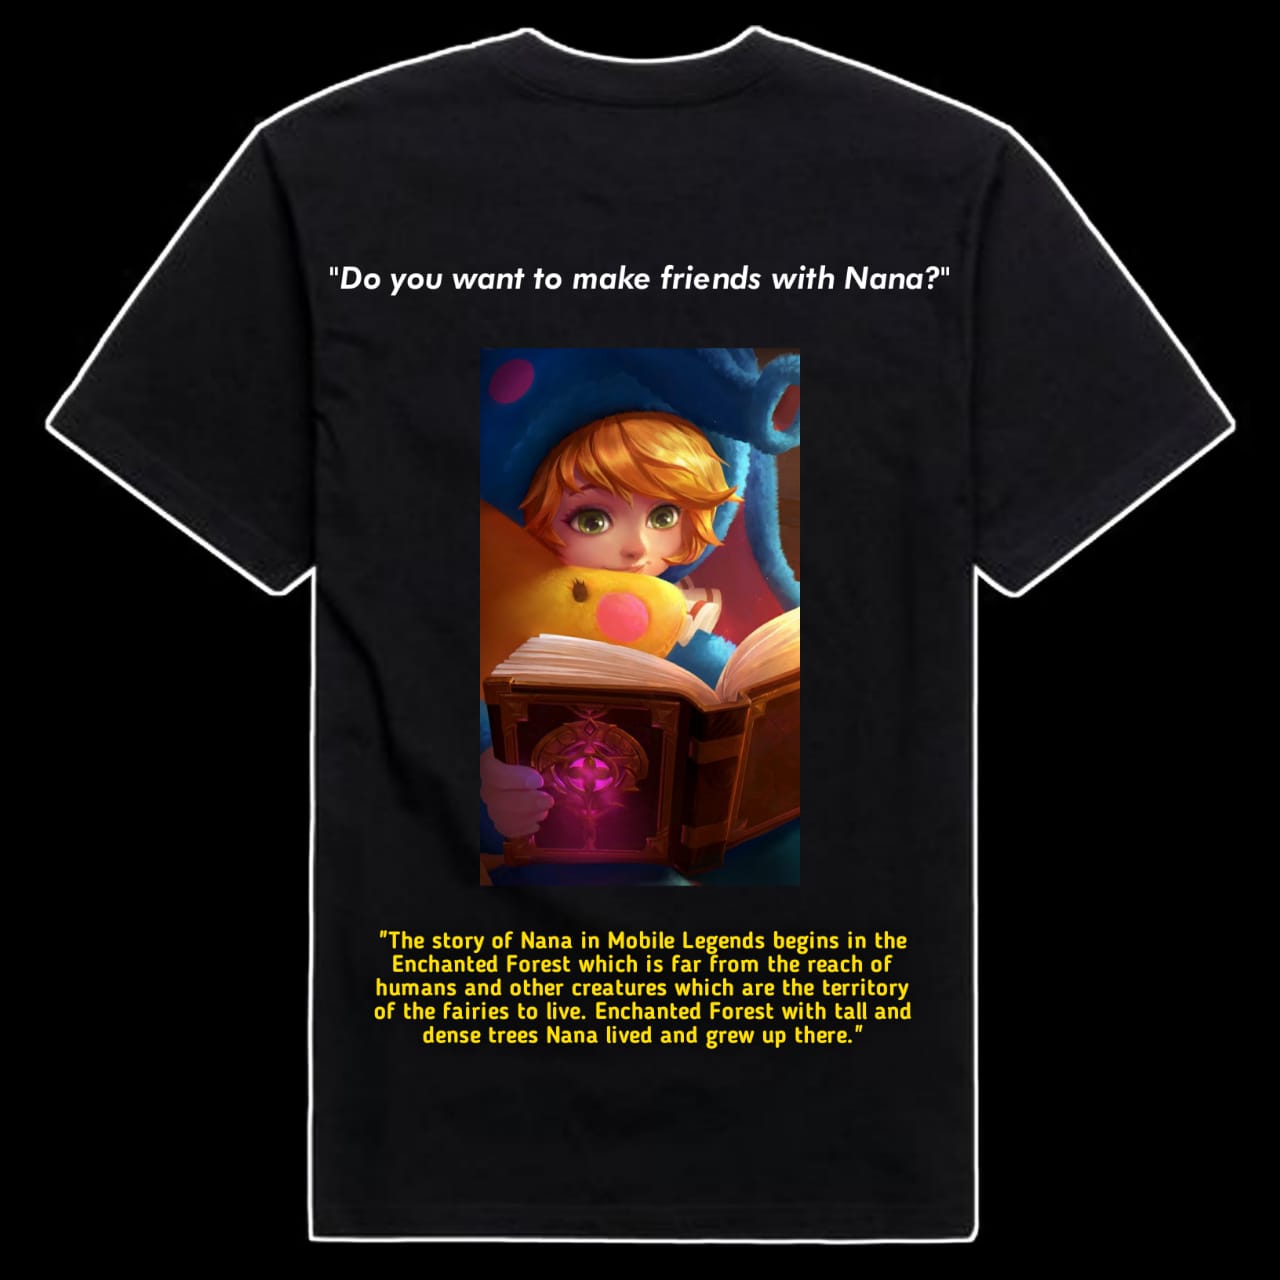 "Do you want to make friends with Nana?"
"The story of Nana in Mobile Legends begins in the
Enchanted Forest which is far from the reach of
humans and other creatures which are the territory
of the fairies to live. Enchanted Forest with tall and
dense trees Nana lived and grew up there."